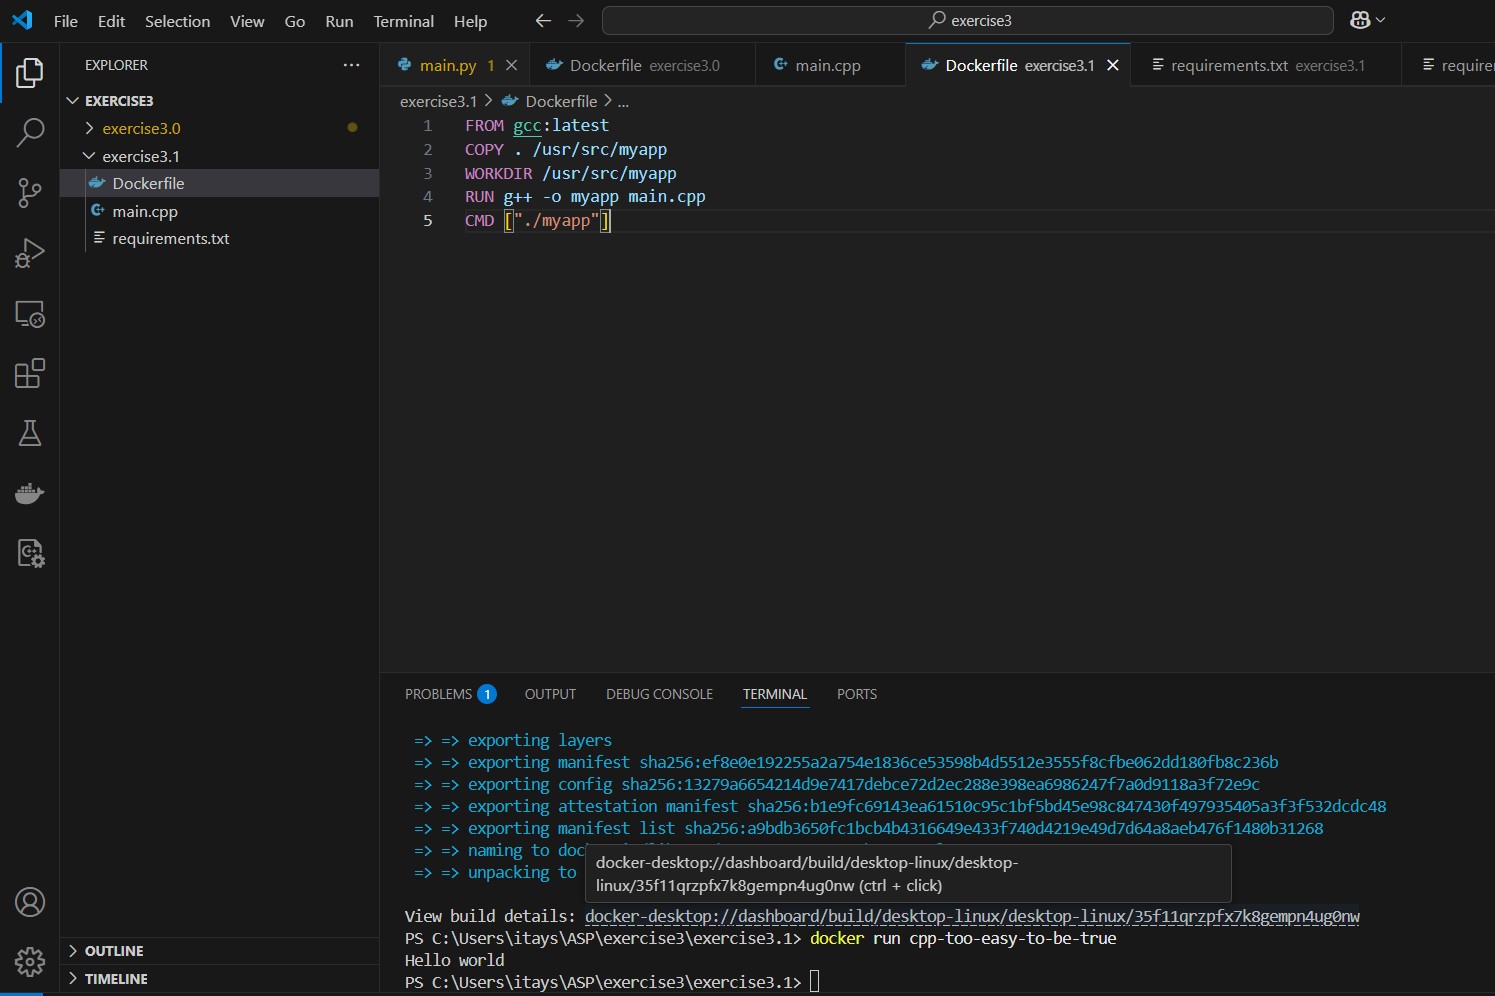 File Edit Selection View Go Run Terminal Help
exercise3
EXPLORER
EXERCISE3
exercise3.0
exercise3.1
Dockerfile
main.cpp
requirements.txt
OUTLINE
TIMELINE
main.py 1
Dockerfile exercise3.0
main.cpp
Dockerfile exercise3.1
requirements.txt exercise3.1
require
exercise3.1 > Dockerfile > ...
1 FROM gcc:latest
2 COPY . /usr/src/myapp
3 WORKDIR /usr/src/myapp
4 RUN g++ -o myapp main.cpp
5 CMD ["./myapp"]
PROBLEMS 1 OUTPUT DEBUG CONSOLE TERMINAL PORTS
=> => exporting layers
=> => exporting manifest sha256:ef8e0e192255a2a754e1836ce53598b4d5512e3555f8cfbe062dd180fb8c236b
=> => exporting config sha256:13279a6654214d9e7417debce72d2ec288e398ea6986247f7a0d9118a3f72e9c
=> => exporting attestation manifest sha256:b1e9fc69143ea61510c95c1bf5bd45e98c847430f497935405a3f3f532dcdc48
=> => exporting manifest list sha256:a9bdb3650fc1bcb4b4316649e433f740d4219e49d7d64a8aeb476f1480b31268
=> => naming to doc
=> => unpacking to
docker-desktop://dashboard/build/desktop-linux/desktop-
linux/35f11qrzpfx7k8gempn4ug0nw (ctrl + click)
View build details: docker-desktop://dashboard/build/desktop-linux/desktop-linux/35f11qrzpfx7k8gempn4ug0nw
PS C:\Users\itays\ASP\exercise3\exercise3.1> docker run cpp-too-easy-to-be-true
Hello world
PS C:\Users\itays\ASP\exercise3\exercise3.1>